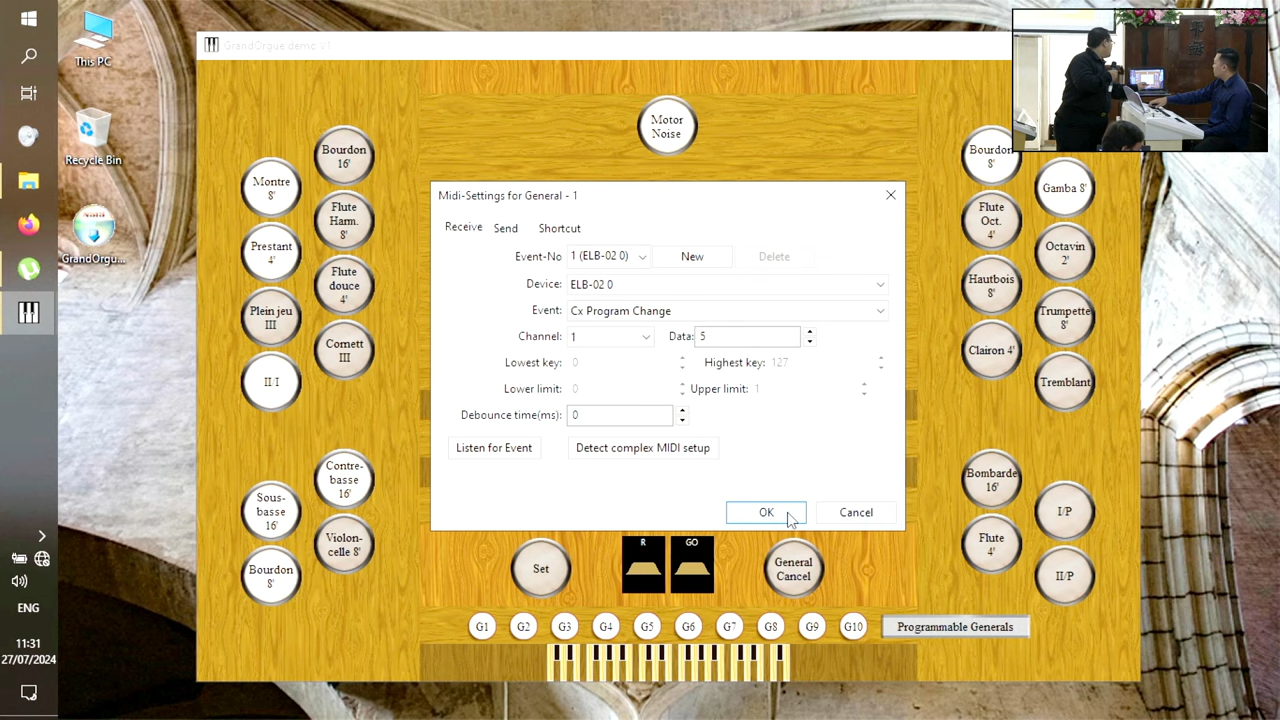 This PC
Recycle Bin
GrandOrgu...
ENG
11:31
27/07/2024
GrandOrgue demo V1
Motor
Noise
Bourdon
16'
Montre
8'
Flute
Harm.
8'
Prestant
4'
Flute
douce
4'
Plein jeu
III
Cornett
III
II I
Contre-
basse
16'
Sous-
basse
16'
Violon-
celle 8'
Bourdon
8'
Midi-Settings for General - 1
Receive Send Shortcut
Event-No 1 (ELB-02 0) New Delete
Device: ELB-02 0
Event: Cx Program Change
Channel: 1 Data: 5
Lowest key: 0 Highest key: 127
Lower limit: 0 Upper limit: 1
Debounce time(ms): 0
Listen for Event Detect complex MIDI setup
OK Cancel
Bourdon
8'
Gamba 8'
Flute
Oct.
4'
Octavin
2'
Hautbois
8'
Trumpette
8'
Clairon 4'
Tremblant
Bombarde
16'
I/P
Flute
4'
II/P
Set
R
GO
General
Cancel
G1 G2 G3 G4 G5 G6 G7 G8 G9 G10 Programmable Generals